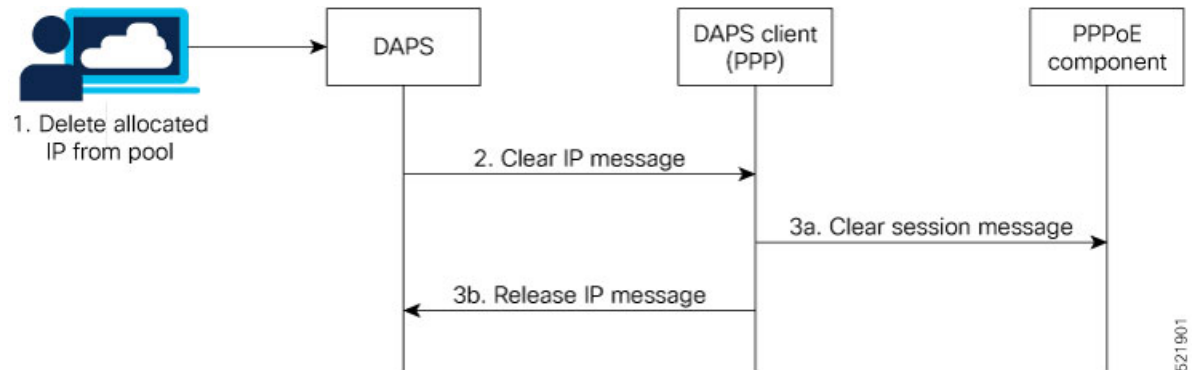 DAPS
DAPS client
(PPP)
PPPoE
component
1. Delete allocated
IP from pool
2. Clear IP message
3a. Clear session message
3b. Release IP message
521901